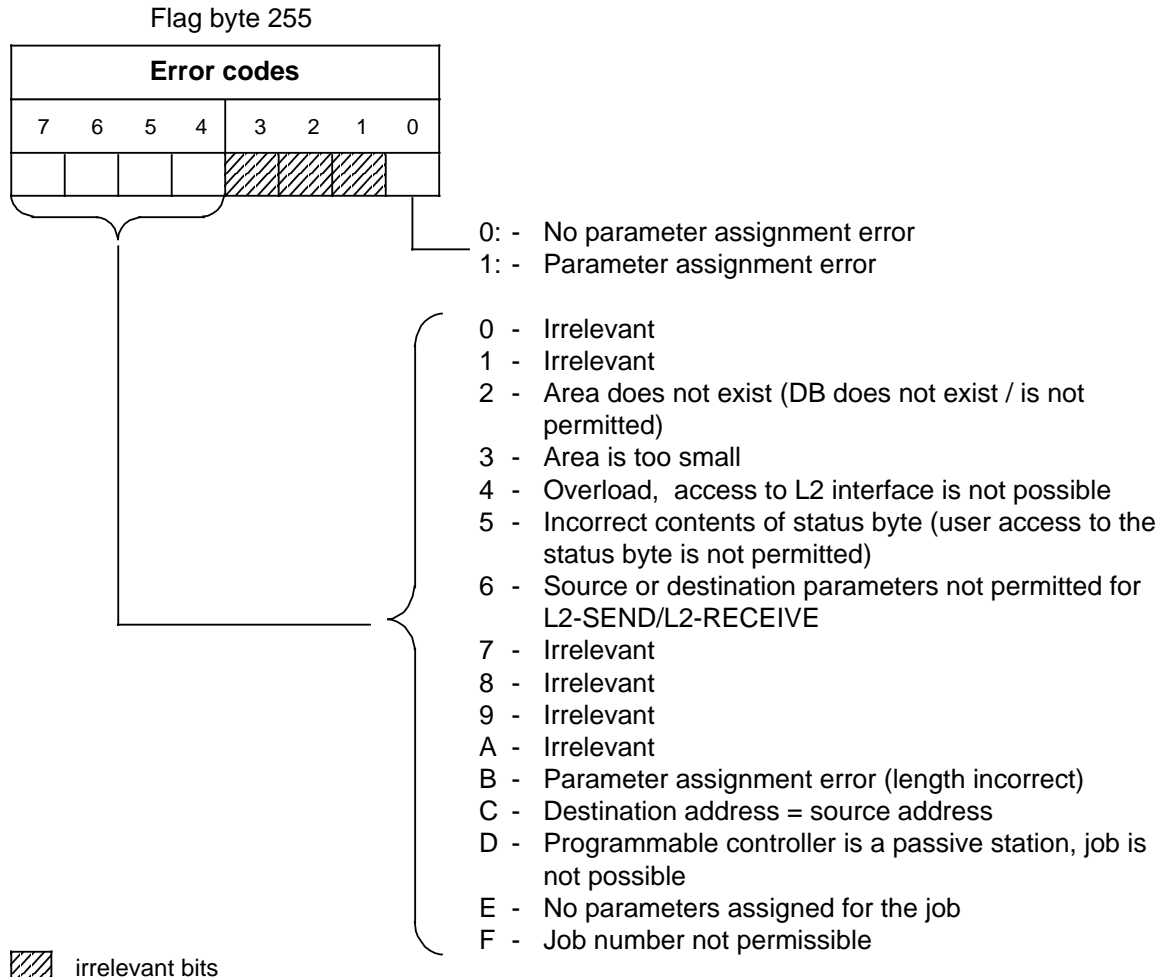 Flag byte 255
Error codes
7 6 5 4 3 2 1 0
0: - No parameter assignment error
1: - Parameter assignment error
0 - Irrelevant
1 - Irrelevant
2 - Area does not exist (DB does not exist / is not
permitted)
3 - Area is too small
4 - Overload, access to L2 interface is not possible
5 - Incorrect contents of status byte (user access to the
status byte is not permitted)
6 - Source or destination parameters not permitted for
L2-SEND/L2-RECEIVE
7 - Irrelevant
8 - Irrelevant
9 - Irrelevant
A - Irrelevant
B - Parameter assignment error (length incorrect)
C - Destination address = source address
D - Programmable controller is a passive station, job is
not possible
E - No parameters assigned for the job
F - Job number not permissible
irrelevant bits